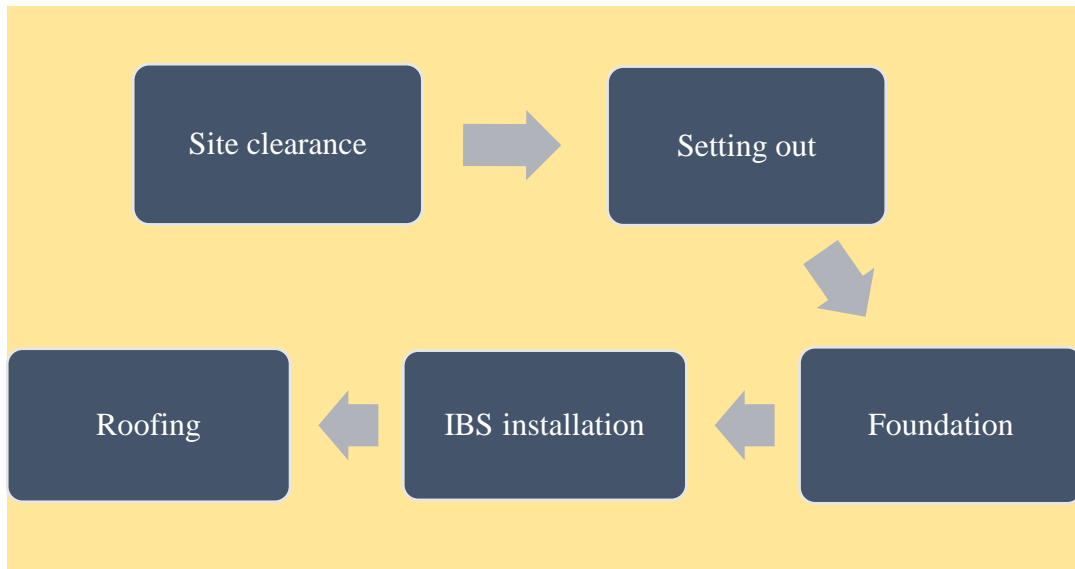 Site clearance
Setting out
Foundation
IBS installation
Roofing